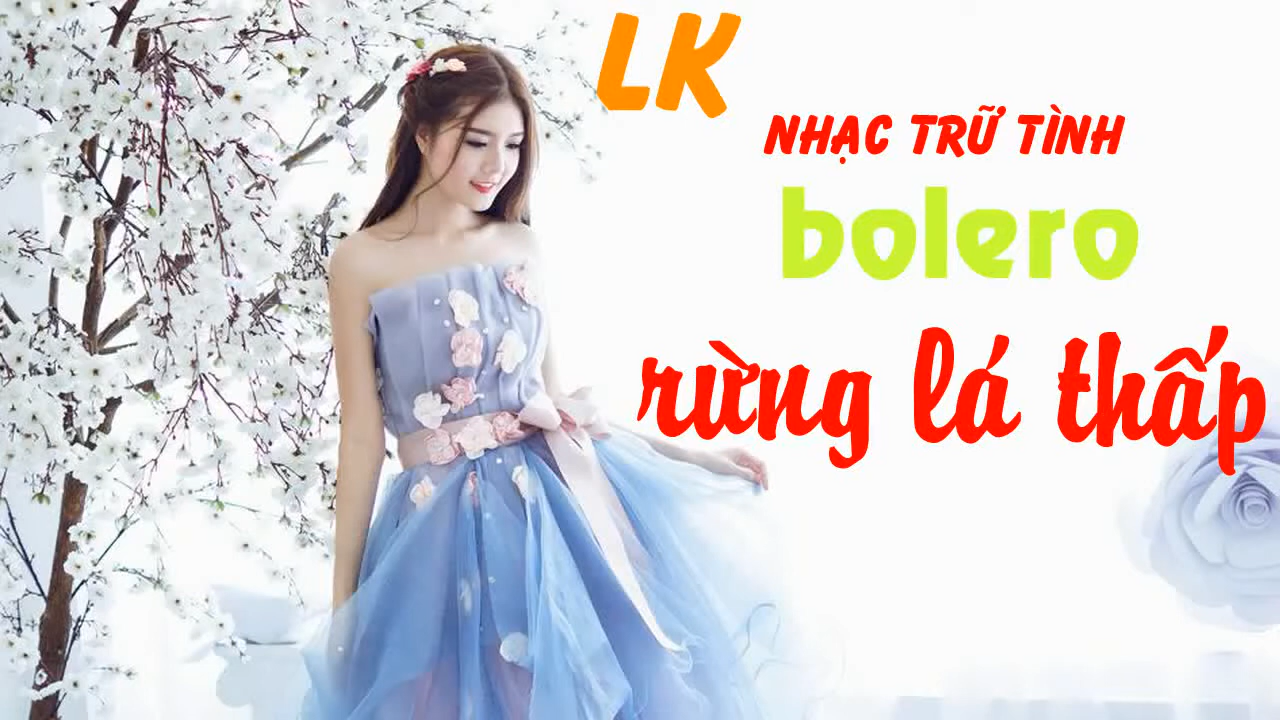 LK
NHẠC TRỮ TÌNH
bolero
rừng lá thấp